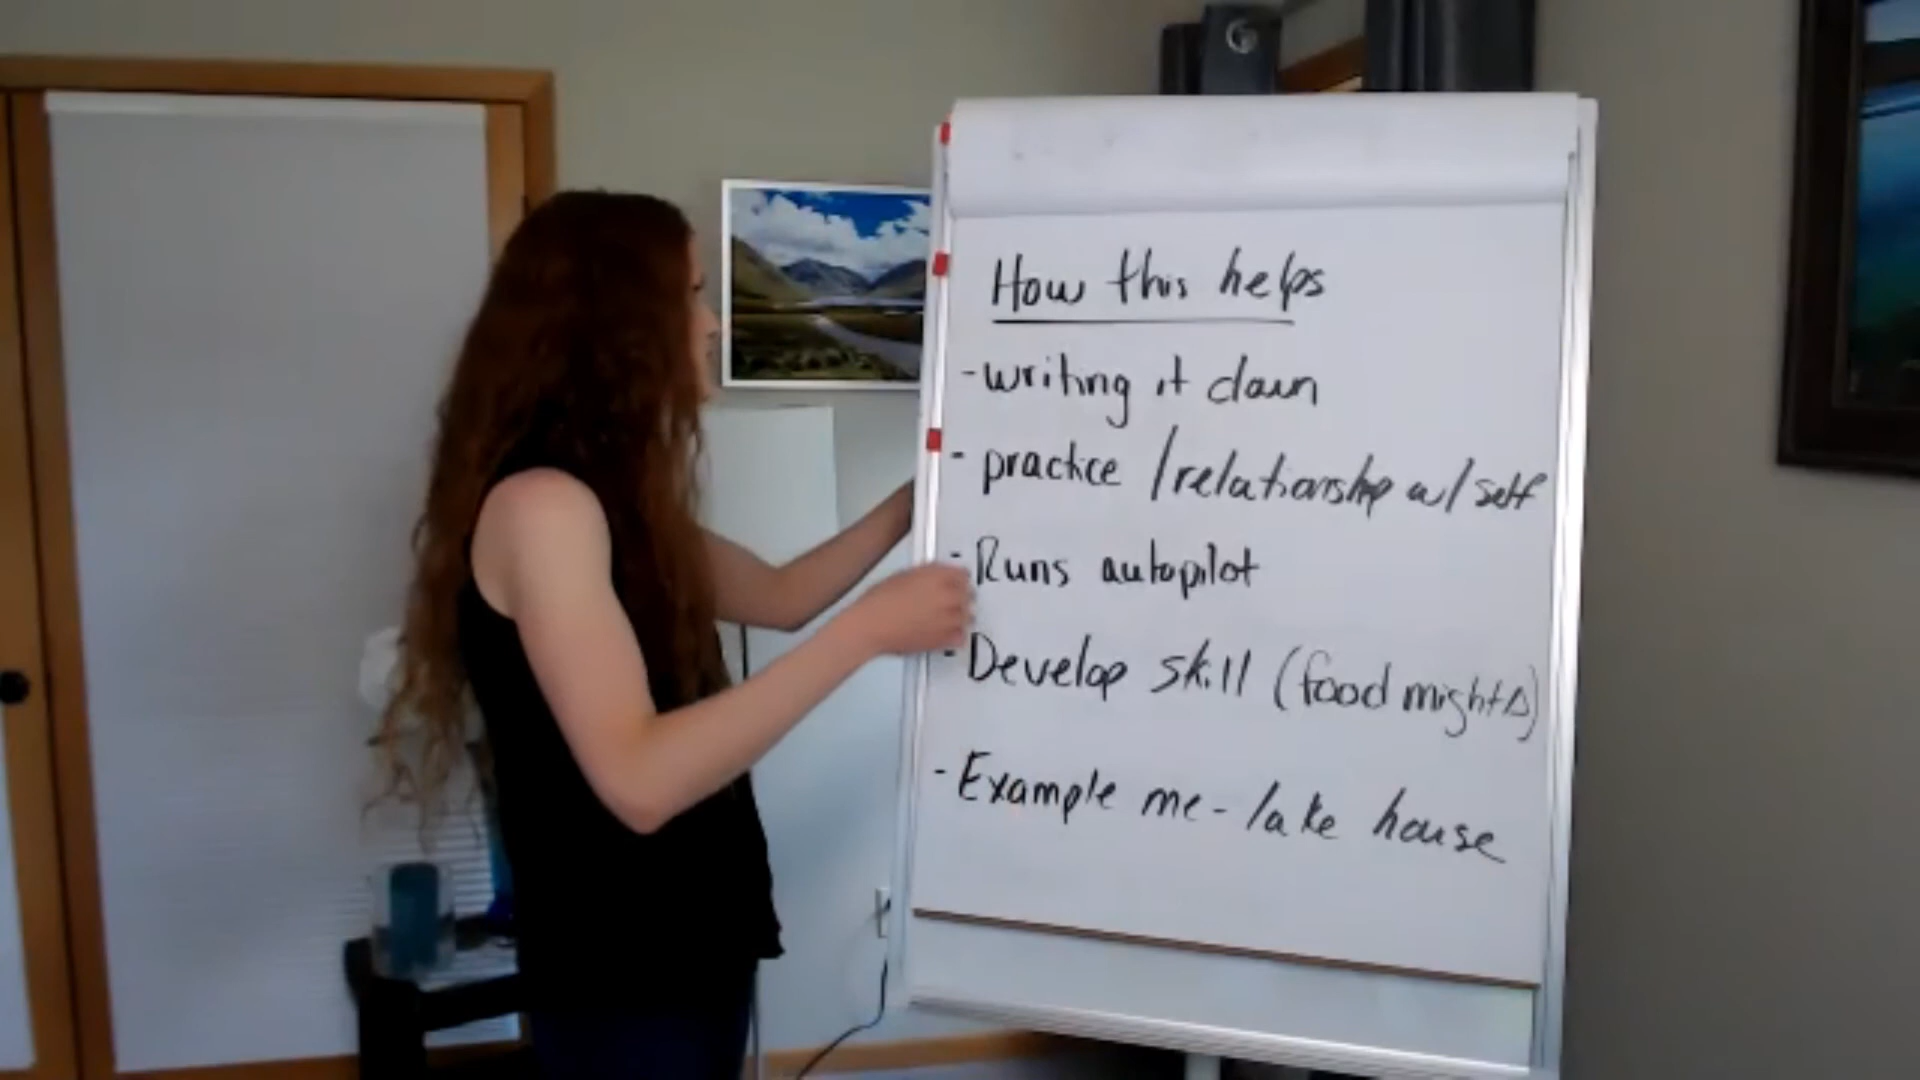 How this helps
- writing it down
- practice / relationship w/ self
- Runs autopilot
- Develop skill (food might Δ)
- Example me - lake house